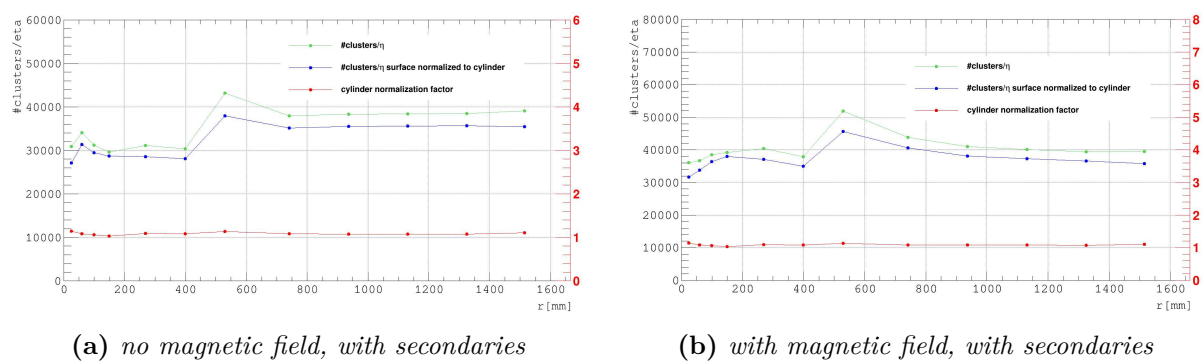 #clusters/eta
60000
50000
40000
30000
20000
10000
0
#clusters/η
#clusters/η surface normalized to cylinder
cylinder normalization factor
6
5
4
3
2
1
0
0 200 400 600 800 1000 1200 1400 1600
r[mm]
(a) no magnetic field, with secondaries
#clusters/eta
80000
70000
60000
50000
40000
30000
20000
10000
0
#clusters/η
#clusters/η surface normalized to cylinder
cylinder normalization factor
8
7
6
5
4
3
2
1
0
0 200 400 600 800 1000 1200 1400 1600
r[mm]
(b) with magnetic field, with secondaries